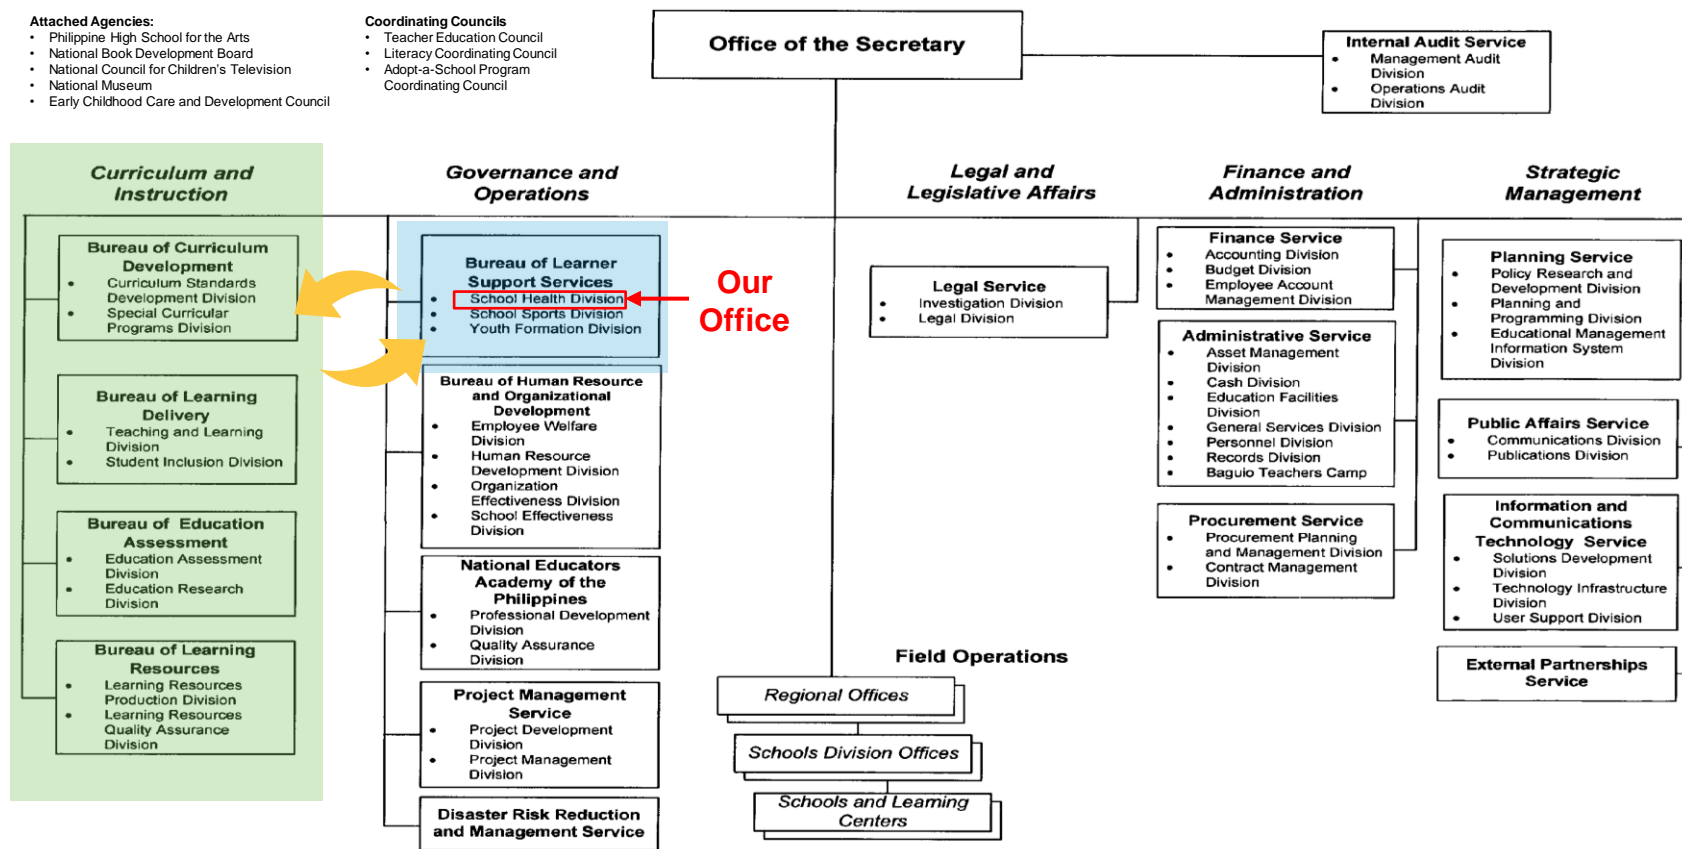 Attached Agencies:
• Philippine High School for the Arts
• National Book Development Board
• National Council for Children's Television
• National Museum
• Early Childhood Care and Development Council
Coordinating Councils
• Teacher Education Council
• Literacy Coordinating Council
• Adopt-a-School Program
Coordinating Council
Office of the Secretary
Internal Audit Service
• Management Audit
Division
• Operations Audit
Division
Curriculum and
Instruction
Bureau of Curriculum
Development
• Curriculum Standards
Development Division
• Special Curricular
Programs Division
Bureau of Learning
Delivery
• Teaching and Learning
Division
• Student Inclusion Division
Bureau of Education
Assessment
• Education Assessment
Division
• Education Research
Division
Bureau of Learning
Resources
• Learning Resources
Production Division
• Learning Resources
Quality Assurance
Division
Governance and
Operations
Bureau of Learner
Support Services
• School Health Division
• School Sports Division
• Youth Formation Division
Our
Office
Bureau of Human Resource
and Organizational
Development
• Employee Welfare
Division
• Human Resource
Development Division
• Organization
Effectiveness Division
• School Effectiveness
Division
National Educators
Academy of the
Philippines
• Professional Development
Division
• Quality Assurance
Division
Project Management
Service
• Project Development
Division
• Project Management
Division
Disaster Risk Reduction
and Management Service
Legal and
Legislative Affairs
Legal Service
• Investigation Division
• Legal Division
Field Operations
Regional Offices
Schools Division Offices
Schools and Learning
Centers
Finance and
Administration
Finance Service
• Accounting Division
• Budget Division
• Employee Account
Management Division
Administrative Service
• Asset Management
Division
• Cash Division
• Education Facilities
Division
• General Services Division
• Personnel Division
• Records Division
• Baguio Teachers Camp
Procurement Service
• Procurement Planning
and Management Division
• Contract Management
Division
Strategic
Management
Planning Service
• Policy Research and
Development Division
• Planning and
Programming Division
• Educational Management
Information System
Division
Public Affairs Service
• Communications Division
• Publications Division
Information and
Communications
Technology Service
• Solutions Development
Division
• Technology Infrastructure
Division
• User Support Division
External Partnerships
Service